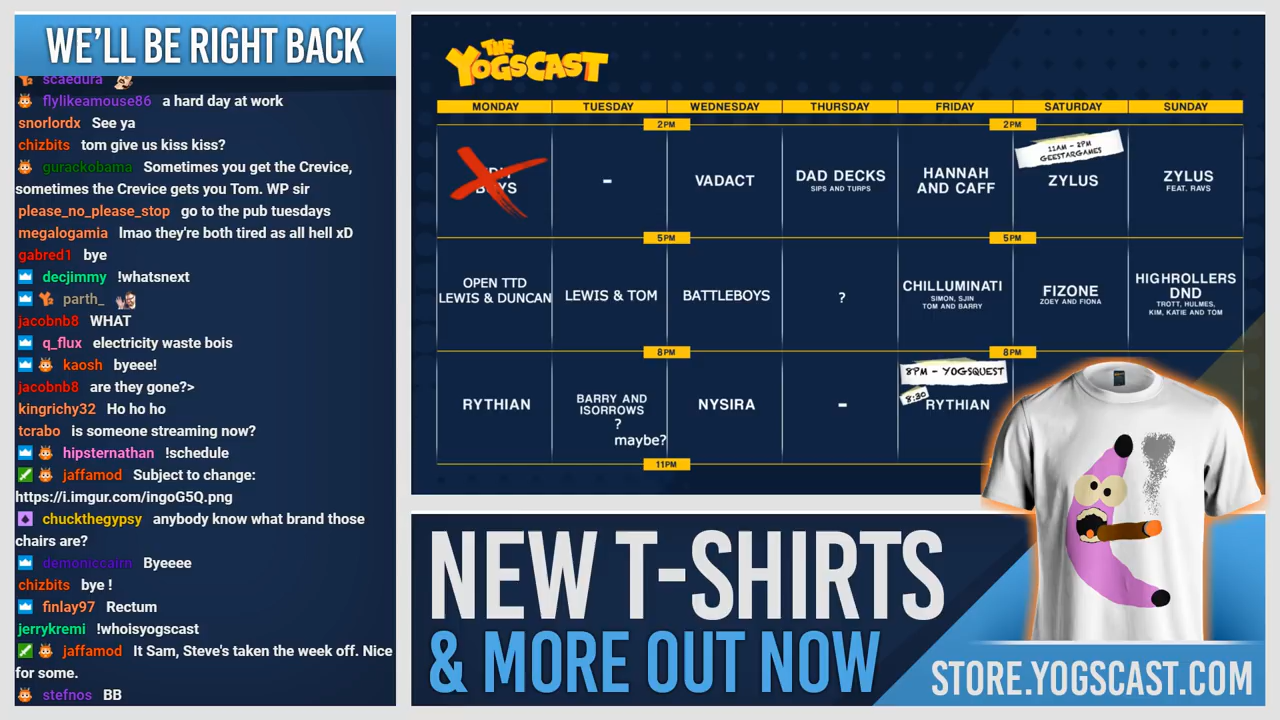 WE'LL BE RIGHT BACK
scaedura
flylikeamouse86 a hard day at work
snorlordx See ya
chizbits tom give us kiss kiss?
gurackobama Sometimes you get the Crevice,
sometimes the Crevice gets you Tom. WP sir
please_no_please_stop go to the pub tuesdays
megalogamia lmao they're both tired as all hell xD
gabred1 bye
decjimmy !whatsnext
parth_
jacobnb8 WHAT
q_flux electricity waste bois
kaosh byeee!
jacobnb8 are they gone?>
kingrichy32 Ho ho ho
tcrabo is someone streaming now?
hipsternathan !schedule
jaffamod Subject to change:
https://i.imgur.com/ingoG5Q.png
chuckthegypsy anybody know what brand those
chairs are?
demoniccairn Byeeee
chizbits bye !
finlay97 Rectum
jerrykremi !whoisyogscast
jaffamod It Sam, Steve's taken the week off. Nice
for some.
stefnos BB
THE
YOGSCAST
MONDAY TUESDAY WEDNESDAY THURSDAY FRIDAY SATURDAY SUNDAY
2PM 2PM
BOYS
-
VADACT
DAD DECKS
SIPS AND TURPS
HANNAH
AND CAFF
11AM - 2PM
GEESTARGAMES
ZYLUS
ZYLUS
FEAT. RAVS
5PM 5PM
OPEN TTD
LEWIS & DUNCAN
LEWIS & TOM
BATTLEBOYS
?
CHILLUMINATI
SIMON, SJIN
TOM AND BARRY
FIZONE
ZOEY AND FIONA
HIGHROLLERS
DND
TROTT, HULMES,
KIM, KATIE AND TOM
8PM 8PM
RYTHIAN
BARRY AND
ISORROWS
?
maybe?
NYSIRA
-
8PM - YOGSQUEST
8:30
RYTHIAN
11PM
NEW T-SHIRTS
& MORE OUT NOW
STORE.YOGSCAST.COM